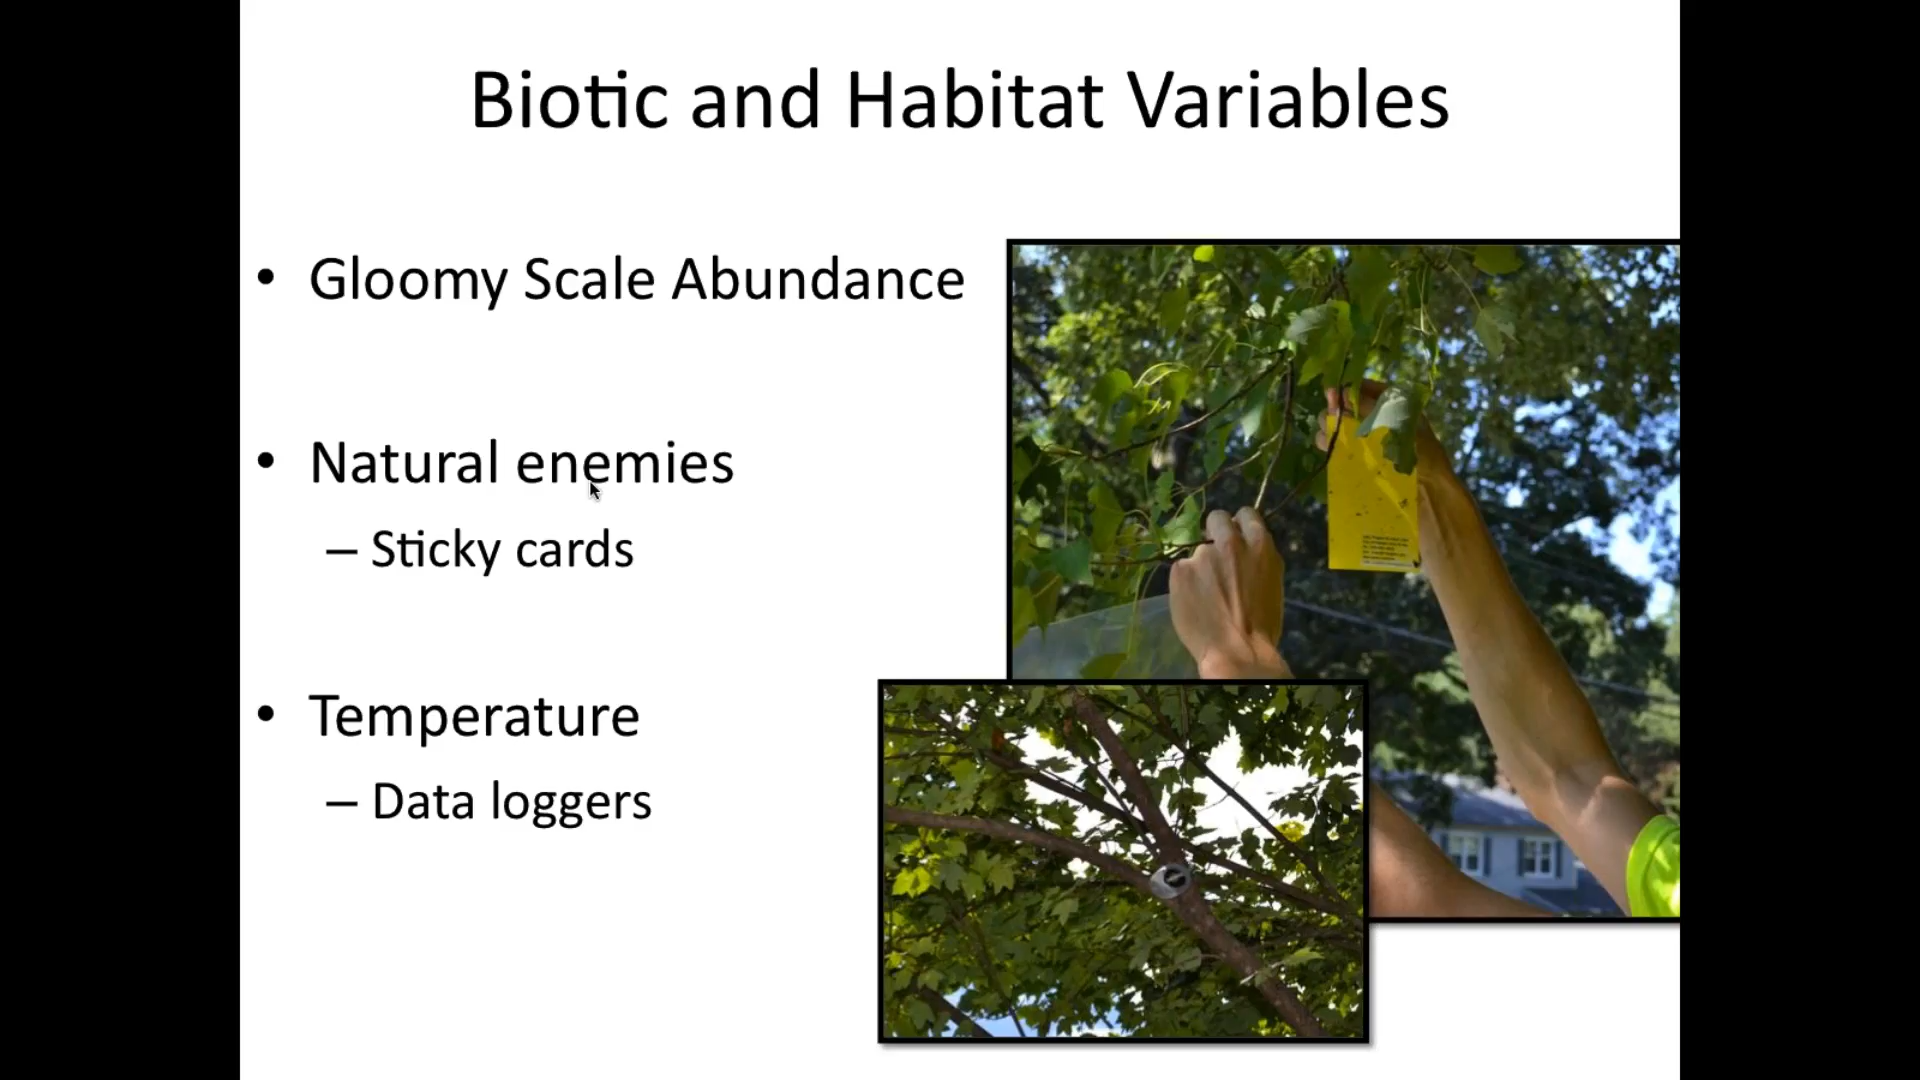 Biotic and Habitat Variables
• Gloomy Scale Abundance
• Natural enemies
– Sticky cards
• Temperature
– Data loggers